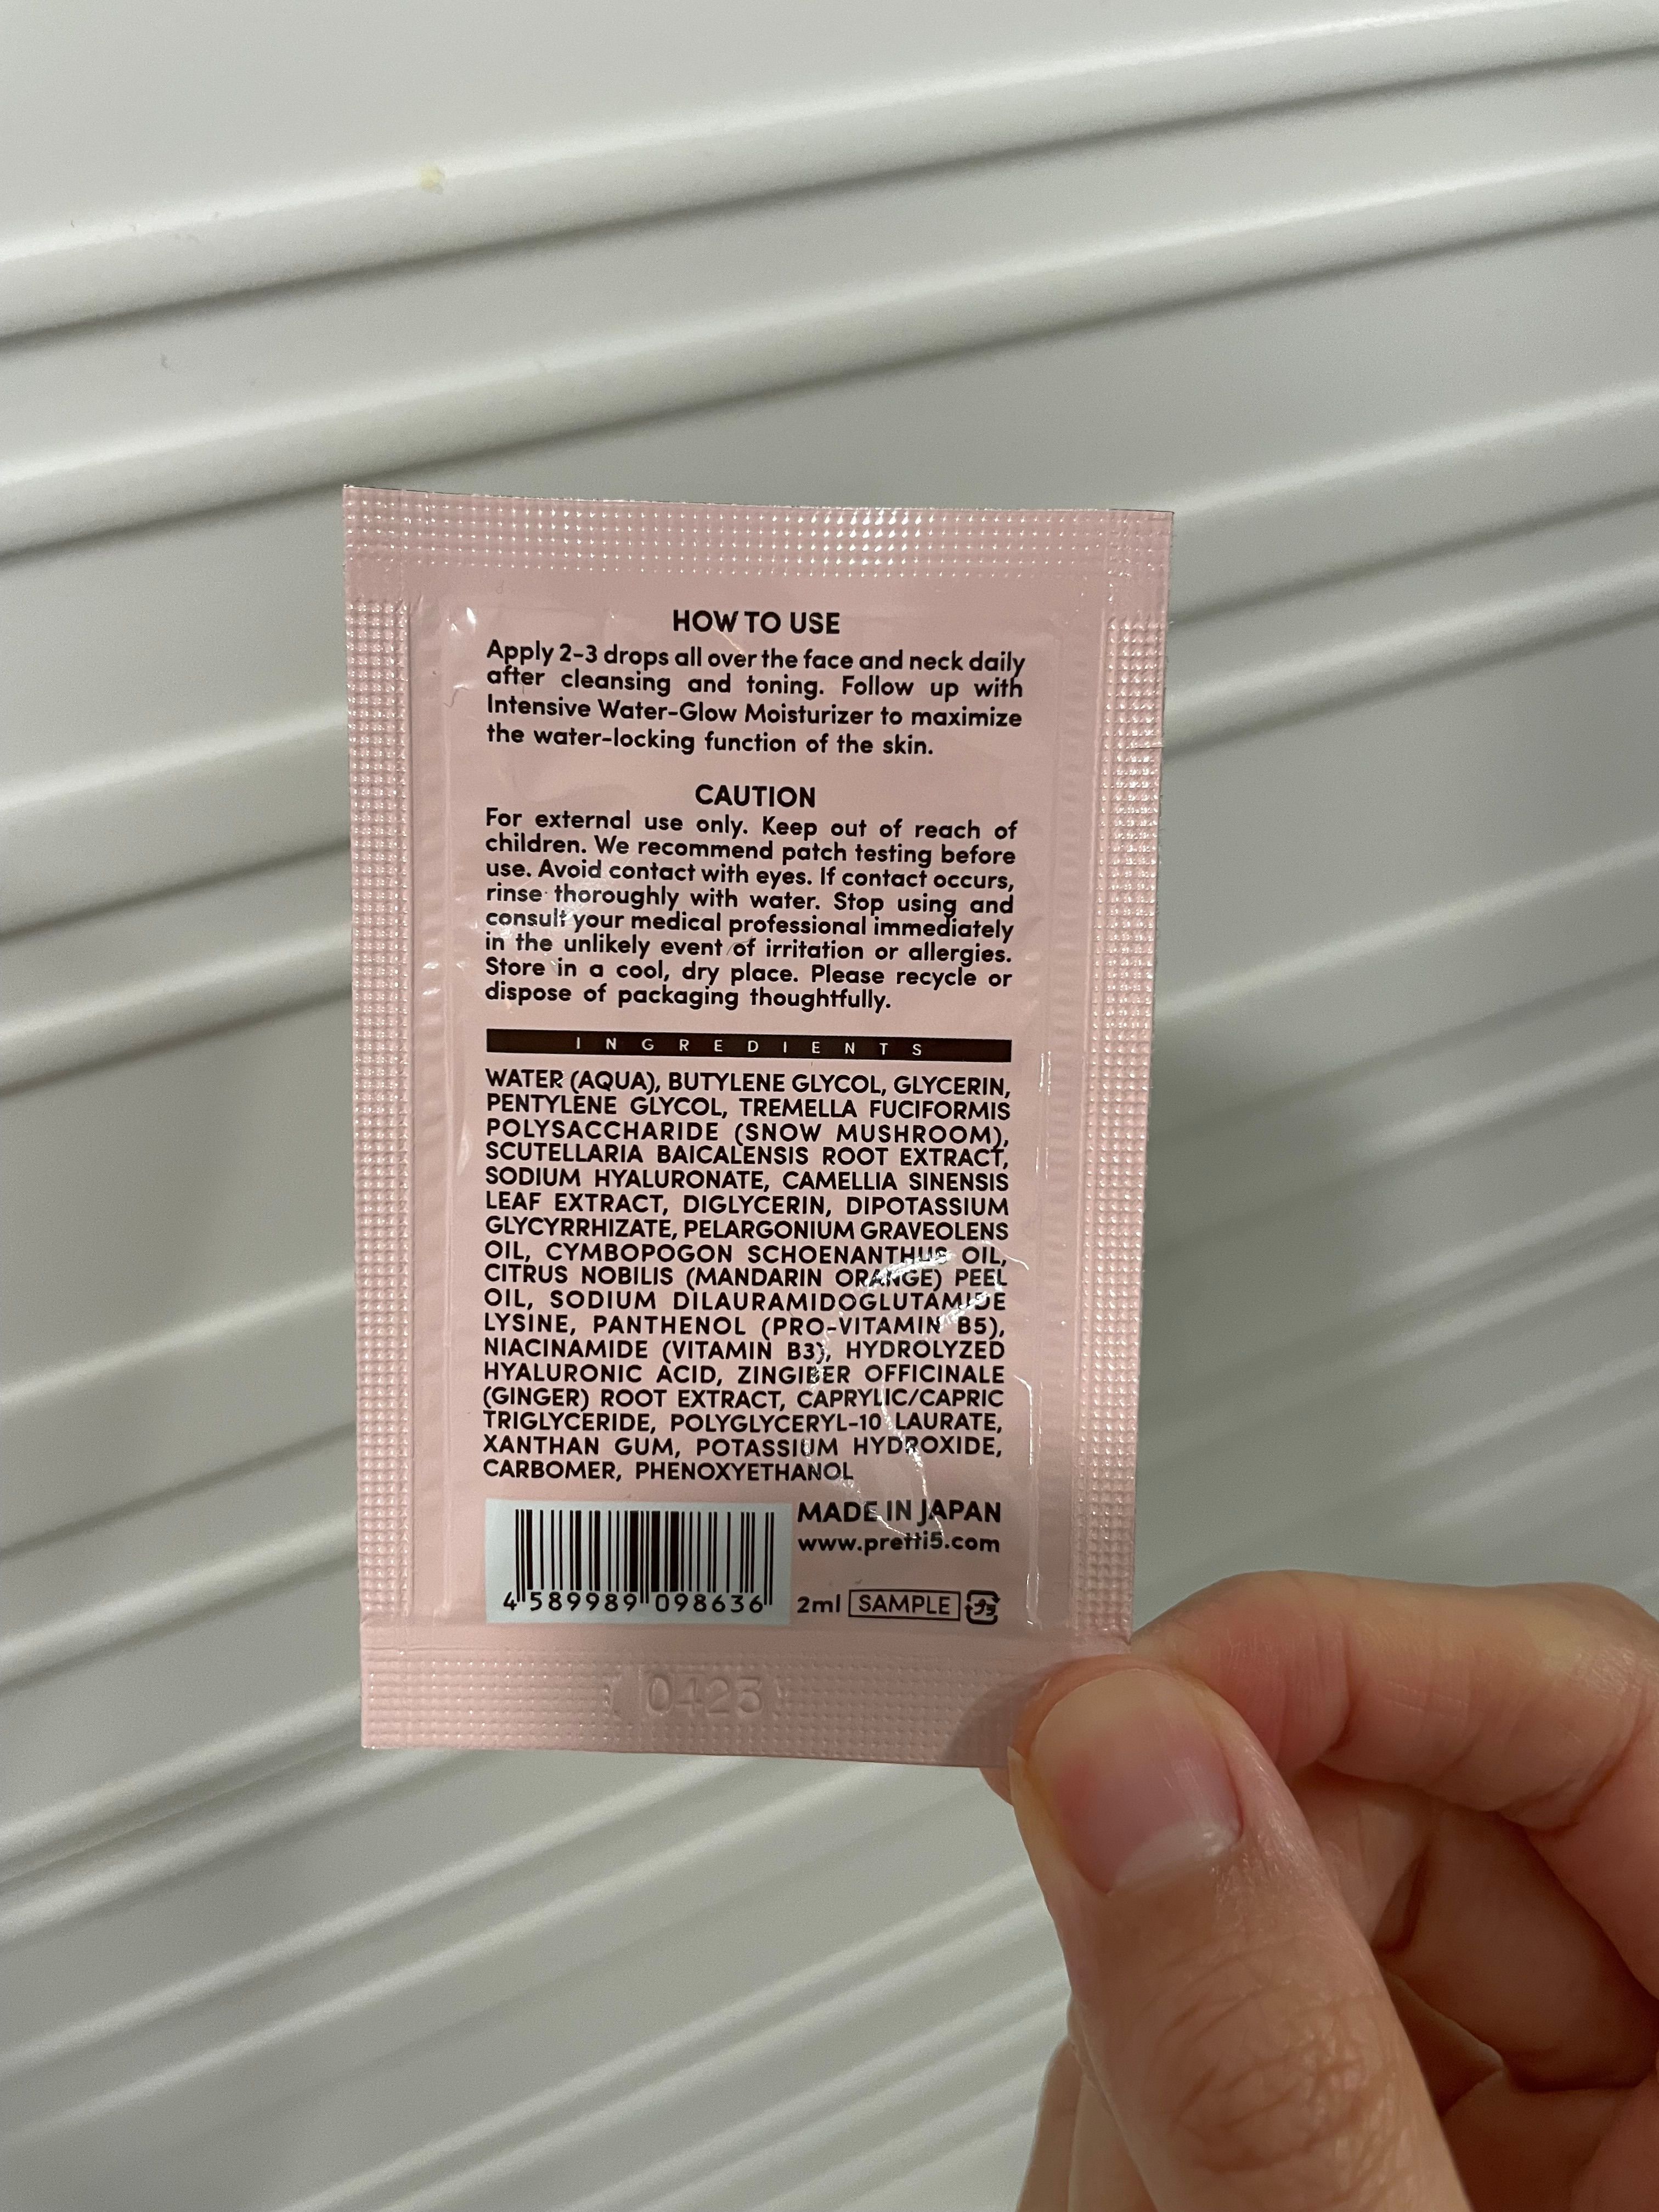 HOW TO USE
Apply 2-3 drops all over the face and neck daily
after cleansing and toning. Follow up with
Intensive Water-Glow Moisturizer to maximize
the water-locking function of the skin.
CAUTION
For external use only. Keep out of reach of
children. We recommend patch testing before
use. Avoid contact with eyes. If contact occurs,
rinse thoroughly with water. Stop using and
consult your medical professional immediately
in the unlikely event of irritation or allergies.
Store in a cool, dry place. Please recycle or
dispose of packaging thoughtfully.
INGREDIENTS
WATER (AQUA), BUTYLENE GLYCOL, GLYCERIN,
PENTYLENE GLYCOL, TREMELLA FUCIFORMIS
POLYSACCHARIDE (SNOW MUSHROOM),
SCUTELLARIA BAICALENSIS ROOT EXTRACT,
SODIUM HYALURONATE, CAMELLIA SINENSIS
LEAF EXTRACT, DIGLYCERIN, DIPOTASSIUM
GLYCYRRHIZATE, PELARGONIUM GRAVEOLENS
OIL, CYMBOPOGON SCHOENANTHUS OIL,
CITRUS NOBILIS (MANDARIN ORANGE) PEEL
OIL, SODIUM DILAURAMIDOGLUTAMIDE
LYSINE, PANTHENOL (PRO-VITAMIN B5),
NIACINAMIDE (VITAMIN B3), HYDROLYZED
HYALURONIC ACID, ZINGIBER OFFICINALE
(GINGER) ROOT EXTRACT, CAPRYLIC/CAPRIC
TRIGLYCERIDE, POLYGLYCERYL-10 LAURATE,
XANTHAN GUM, POTASSIUM HYDROXIDE,
CARBOMER, PHENOXYETHANOL
MADE IN JAPAN
www.pretti5.com
4 589989 098636
2ml SAMPLE プラ
0423